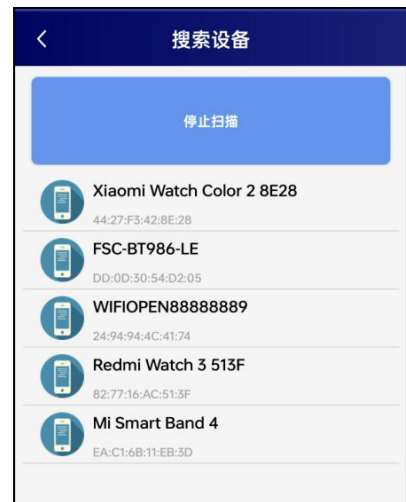 搜索设备
停止扫描
Xiaomi Watch Color 2 8E28
44:27:F3:42:8E:28
FSC-BT986-LE
DD:0D:30:54:D2:05
WIFIOPEN88888889
24:94:94:4C:41:74
Redmi Watch 3 513F
82:77:16:AC:51:3F
Mi Smart Band 4
EA:C1:6B:11:EB:3D